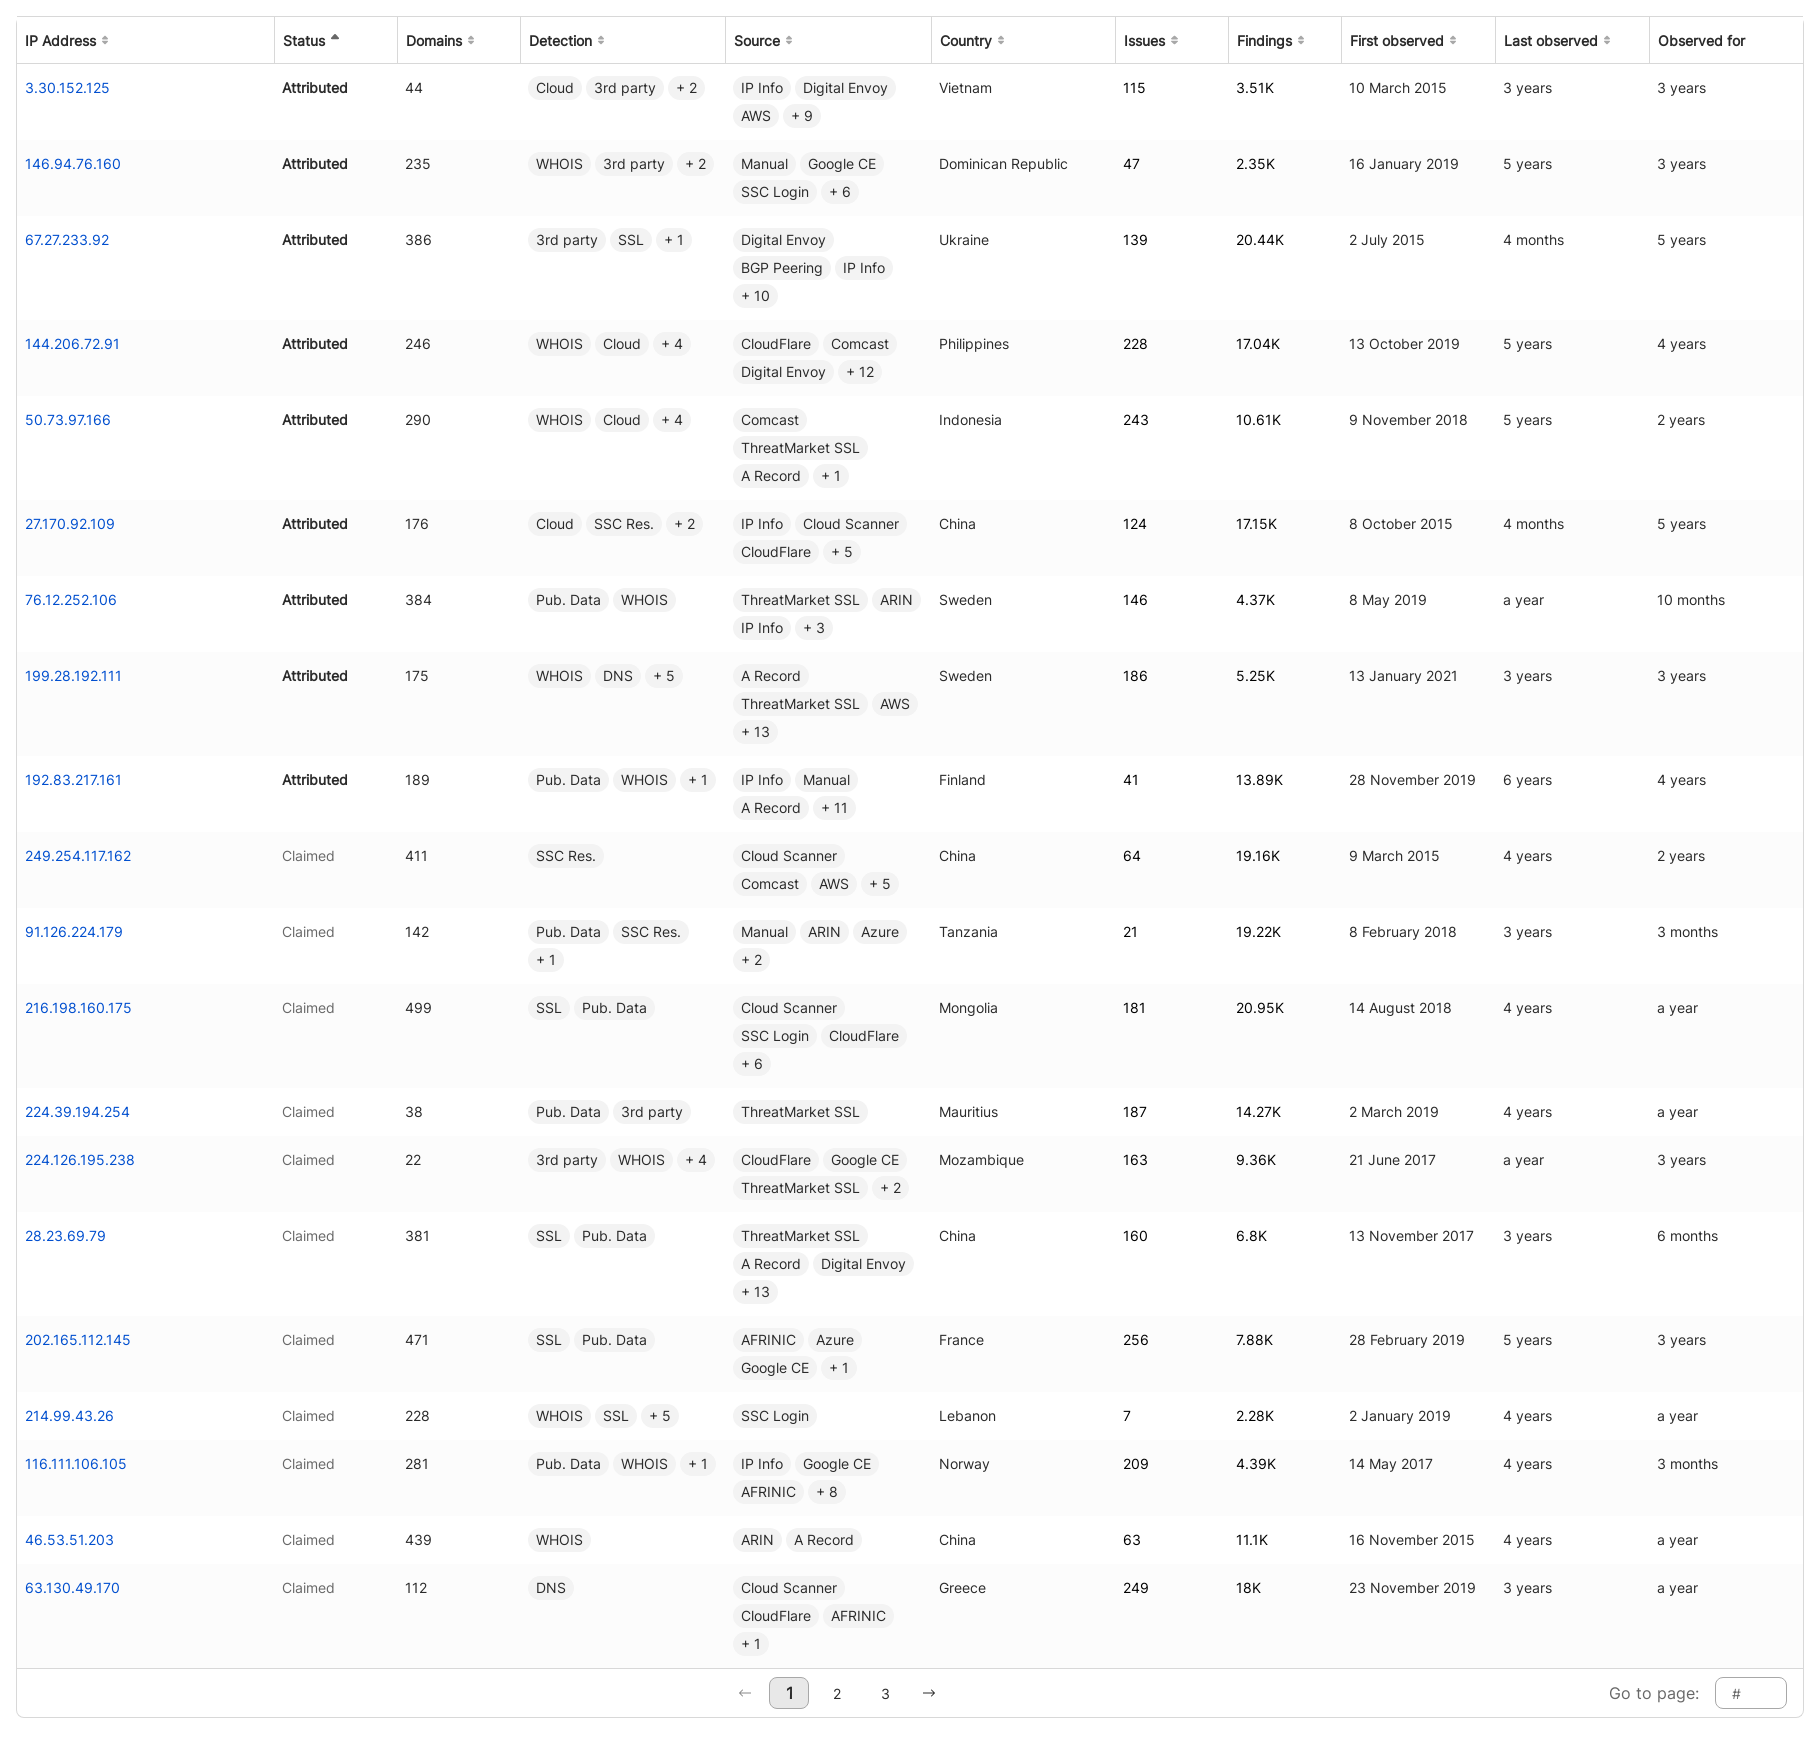 IP Address Status Domains Detection Source Country Issues Findings First observed Last observed Observed for
3.30.152.125 Attributed 44 Cloud 3rd party + 2 IP Info Digital Envoy Vietnam 115 3.51K 10 March 2015 3 years 3 years
AWS + 9
146.94.76.160 Attributed 235 WHOIS 3rd party + 2 Manual Google CE Dominican Republic 47 2.35K 16 January 2019 5 years 3 years
SSC Login + 6
67.27.233.92 Attributed 386 3rd party SSL + 1 Digital Envoy Ukraine 139 20.44K 2 July 2015 4 months 5 years
BGP Peering IP Info
+ 10
144.206.72.91 Attributed 246 WHOIS Cloud + 4 CloudFlare Comcast Philippines 228 17.04K 13 October 2019 5 years 4 years
Digital Envoy + 12
50.73.97.166 Attributed 290 WHOIS Cloud + 4 Comcast Indonesia 243 10.61K 9 November 2018 5 years 2 years
ThreatMarket SSL
A Record + 1
27.170.92.109 Attributed 176 Cloud SSC Res. + 2 IP Info Cloud Scanner China 124 17.15K 8 October 2015 4 months 5 years
CloudFlare + 5
76.12.252.106 Attributed 384 Pub. Data WHOIS ThreatMarket SSL ARIN Sweden 146 4.37K 8 May 2019 a year 10 months
IP Info + 3
199.28.192.111 Attributed 175 WHOIS DNS + 5 A Record Sweden 186 5.25K 13 January 2021 3 years 3 years
ThreatMarket SSL AWS
+ 13
192.83.217.161 Attributed 189 Pub. Data WHOIS + 1 IP Info Manual Finland 41 13.89K 28 November 2019 6 years 4 years
A Record + 11
249.254.117.162 Claimed 411 SSC Res. Cloud Scanner China 64 19.16K 9 March 2015 4 years 2 years
Comcast AWS + 5
91.126.224.179 Claimed 142 Pub. Data SSC Res. Manual ARIN Azure Tanzania 21 19.22K 8 February 2018 3 years 3 months
+ 1 + 2
216.198.160.175 Claimed 499 SSL Pub. Data Cloud Scanner Mongolia 181 20.95K 14 August 2018 4 years a year
SSC Login CloudFlare
+ 6
224.39.194.254 Claimed 38 Pub. Data 3rd party ThreatMarket SSL Mauritius 187 14.27K 2 March 2019 4 years a year
224.126.195.238 Claimed 22 3rd party WHOIS + 4 CloudFlare Google CE Mozambique 163 9.36K 21 June 2017 a year 3 years
ThreatMarket SSL + 2
28.23.69.79 Claimed 381 SSL Pub. Data ThreatMarket SSL China 160 6.8K 13 November 2017 3 years 6 months
A Record Digital Envoy
+ 13
202.165.112.145 Claimed 471 SSL Pub. Data AFRINIC Azure France 256 7.88K 28 February 2019 5 years 3 years
Google CE + 1
214.99.43.26 Claimed 228 WHOIS SSL + 5 SSC Login Lebanon 7 2.28K 2 January 2019 4 years a year
116.111.106.105 Claimed 281 Pub. Data WHOIS + 1 IP Info Google CE Norway 209 4.39K 14 May 2017 4 years 3 months
AFRINIC + 8
46.53.51.203 Claimed 439 WHOIS ARIN A Record China 63 11.1K 16 November 2015 4 years a year
63.130.49.170 Claimed 112 DNS Cloud Scanner Greece 249 18K 23 November 2019 3 years a year
CloudFlare AFRINIC
+ 1
← 1 2 3 → Go to page: #